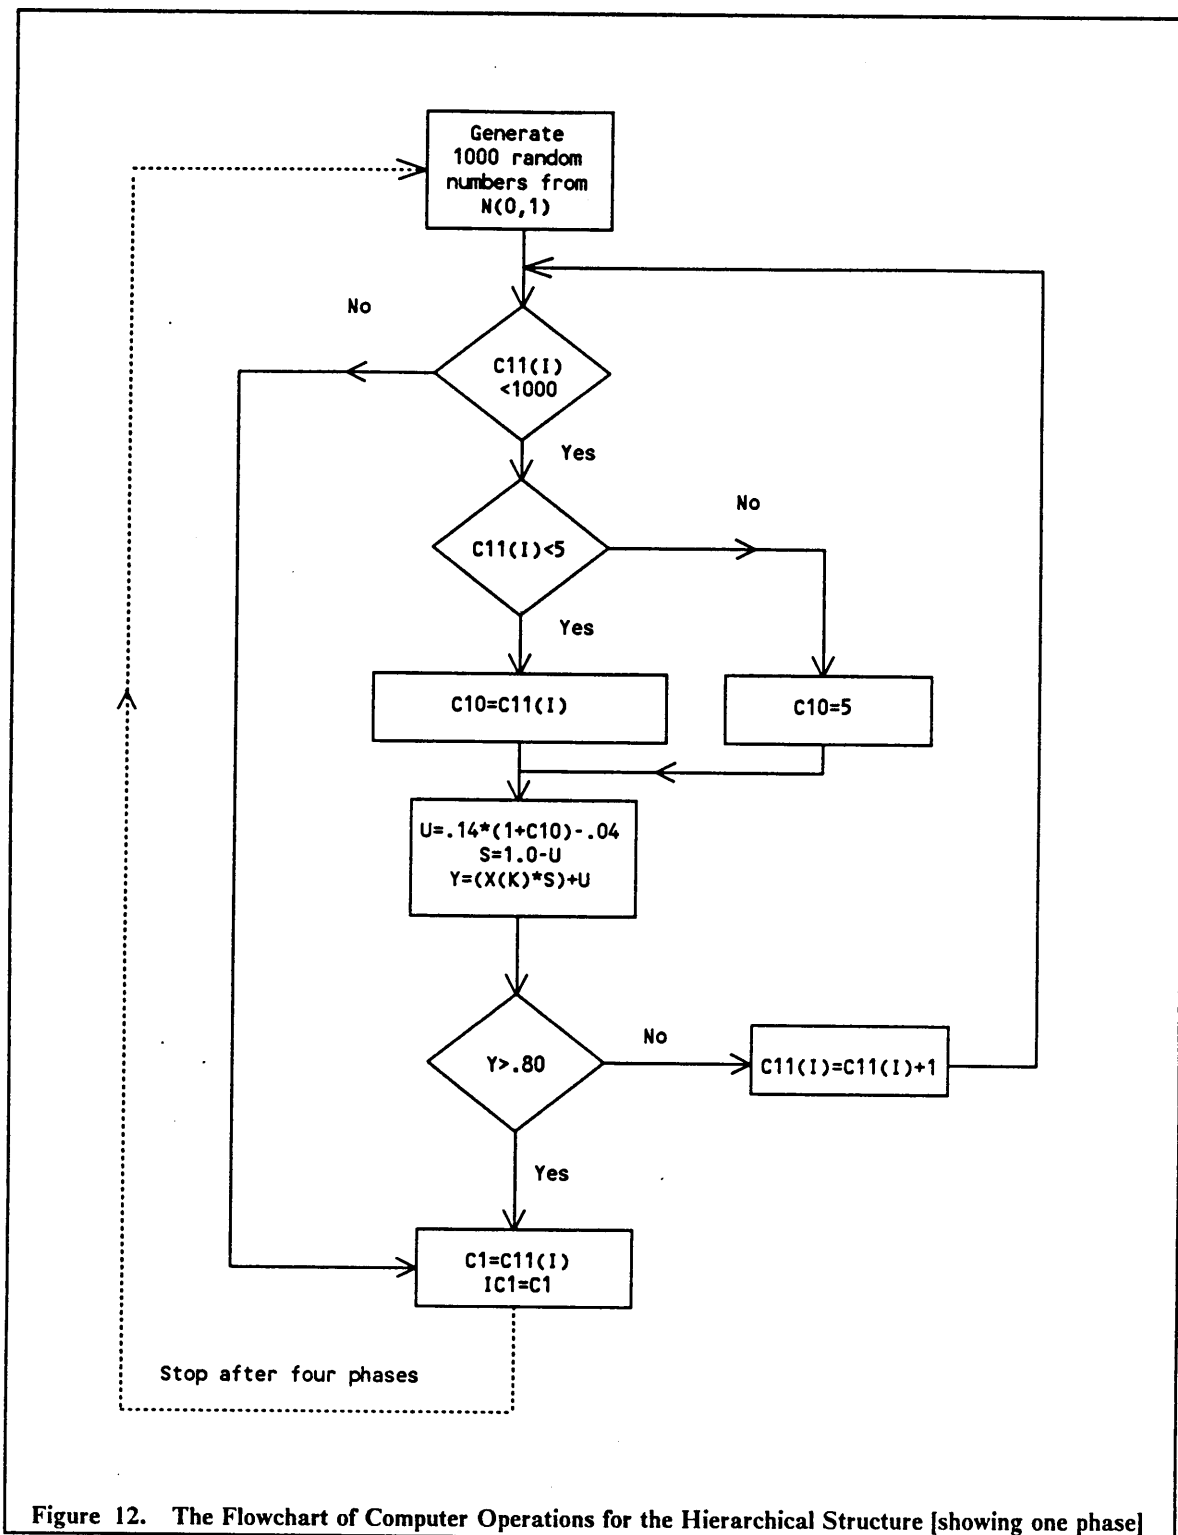 Generate
1000 random
numbers from
N(0,1)
No
C11(I)
<1000
Yes
No
C11(I)<5
Yes
C10=C11(I)
C10=5
U=.14*(1+C10)-.04
S=1.0-U
Y=(X(K)*S)+U
No
Y>.80
C11(I)=C11(I)+1
Yes
C1=C11(I)
IC1=C1
Stop after four phases
Figure 12. The Flowchart of Computer Operations for the Hierarchical Structure [showing one phase]